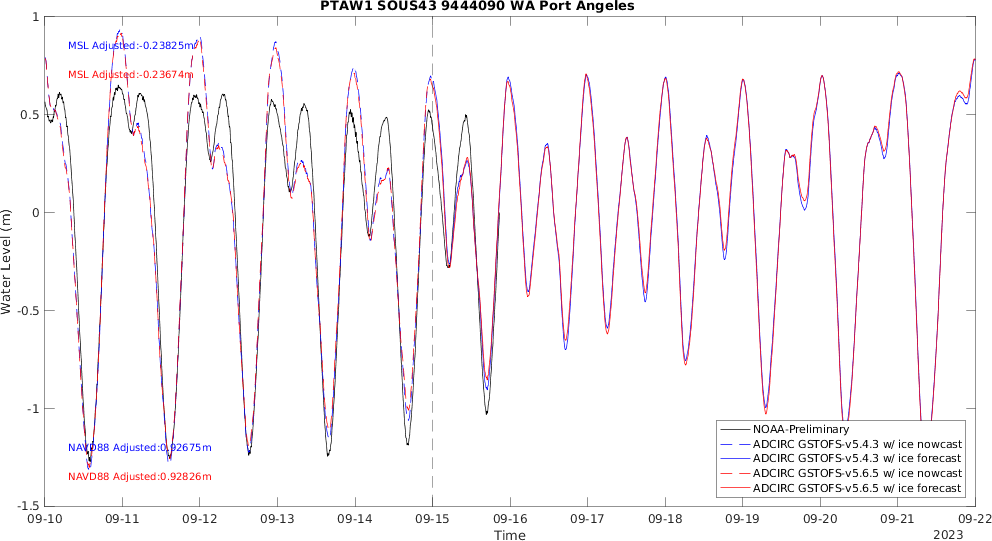 PTAW1 SOUS43 9444090 WA Port Angeles
MSL Adjusted:-0.23825m
MSL Adjusted:-0.23674m
NAVD88 Adjusted:0.92675m
NAVD88 Adjusted:0.92826m
Water Level (m)
1
0.5
0
-0.5
-1
-1.5
NOAA-Preliminary
ADCIRC GSTOFS-v5.4.3 w/ ice nowcast
ADCIRC GSTOFS-v5.4.3 w/ ice forecast
ADCIRC GSTOFS-v5.6.5 w/ ice nowcast
ADCIRC GSTOFS-v5.6.5 w/ ice forecast
09-10 09-11 09-12 09-13 09-14 09-15 09-16 09-17 09-18 09-19 09-20 09-21 09-22
Time
2023